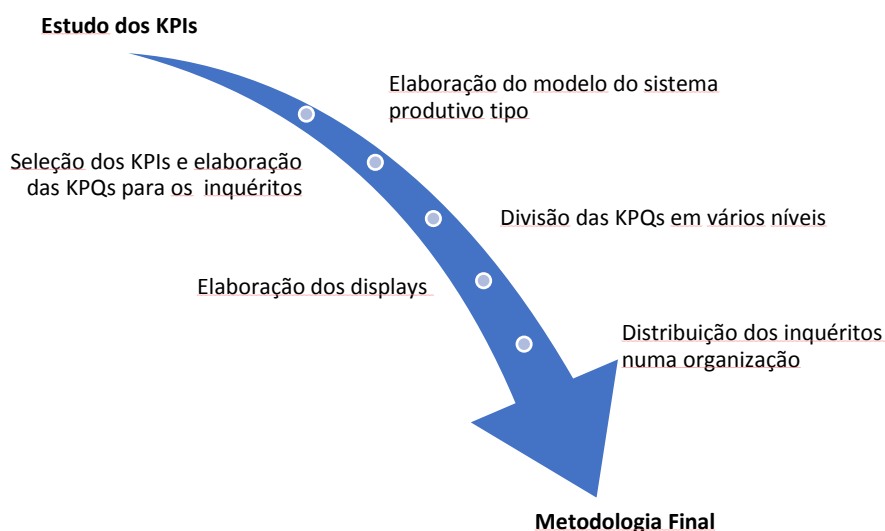 Estudo dos KPIs
Elaboração do modelo do sistema
produtivo tipo
Seleção dos KPIs e elaboração
das KPQs para os inquéritos
Divisão das KPQs em vários níveis
Elaboração dos displays
Distribuição dos inquéritos
numa organização
Metodologia Final